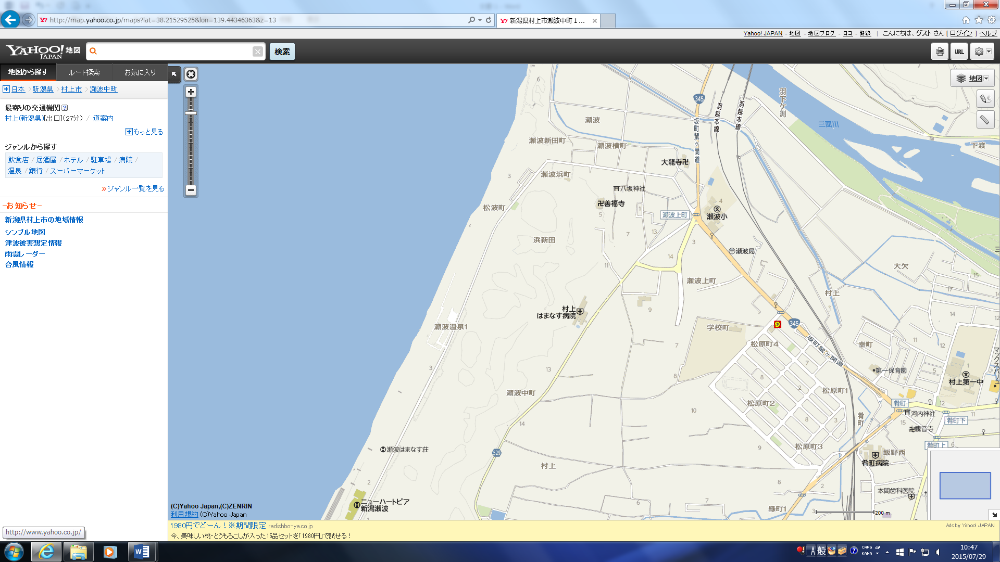 http://map.yahoo.co.jp/maps?lat=38.21529525&lon=139.44346363&z=13
新潟県村上市瀬波中町１...
Yahoo! JAPAN - 地図 - 地図ブログ - ロコ - 路線 | こんにちは、ゲストさん [ ログイン ] ヘルプ
YAHOO! JAPAN 地図
検索
URL
地図から探す ルート探索 お気に入り
日本 > 新潟県 > 村上市 > 瀬波中町
最寄りの交通機関
村上(新潟県)[出口](27分) / 道案内
もっと見る
ジャンルから探す
飲食店 / 居酒屋 / ホテル / 駐車場 / 病院 /
温泉 / 銀行 / スーパーマーケット
ジャンル一覧を見る
お知らせ
新潟県村上市の地域情報
シンプル地図
津波被害想定情報
雨雲レーダー
台風情報
地図
6
345
羽越本線
羽越本線
坂町鼠ヶ関道
羽下ケ渕
三面川
下渡
瀬波
瀬波新田町
瀬波横町
大龍寺
3
瀬波浜町
八坂神社
松波町
善福寺
5
1
4
瀬波上町
瀬波小
浜新田
7
13
3
14
瀬波局
11
大欠
15
瀬波上町
村上
17
14
村上
はまなす病院
9
14
12
瀬波温泉1
学校町
345
松原町4
坂町鼠ケ関道
幸町
11
12
7
マックスバリュ
3
13
8
8
7
2
第一保育園
5
1
村上第一中
瀬波中町
松原町1
松原町2
肴町
12
10
河内神社
11
14
8
3
肴町
15
肴町下
観音寺
瀬波はまなす荘
529
9
松原町3
肴町上
6
飯野西
肴町病院
村上
2
8
2
本間歯科医院
ニューハートピア
新潟瀬波
6
7
緑町1
3
1
200 m
(C)Yahoo Japan,(C)ZENRIN
利用規約 (C)Yahoo Japan
1980円でどーん！※期間限定 radishbo-ya.co.jp
今、美味しい桃・とうもろこしが入った15品セットを「1980円」で試せる！
Ads by Yahoo! JAPAN
http://www.yahoo.co.jp/
A 般
CAPS
KANA
10:47
2015/07/29